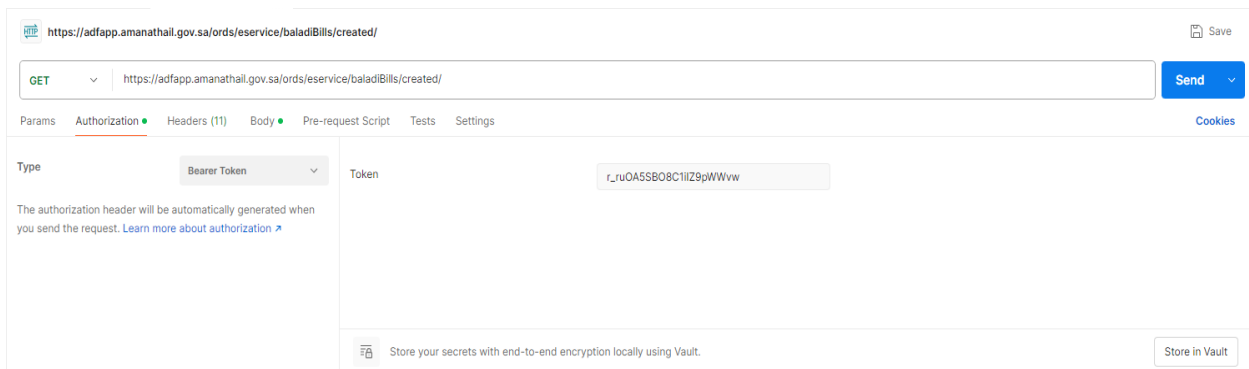 HTTP https://adfapp.amanathail.gov.sa/ords/eservice/baladiBills/created/ Save
GET https://adfapp.amanathail.gov.sa/ords/eservice/baladiBills/created/ Send
Params Authorization Headers (11) Body Pre-request Script Tests Settings Cookies
Type Bearer Token
The authorization header will be automatically generated when
you send the request. Learn more about authorization ↗
Token r_ruOA5SBO8C1iIZ9pWWvw
Store your secrets with end-to-end encryption locally using Vault. Store in Vault